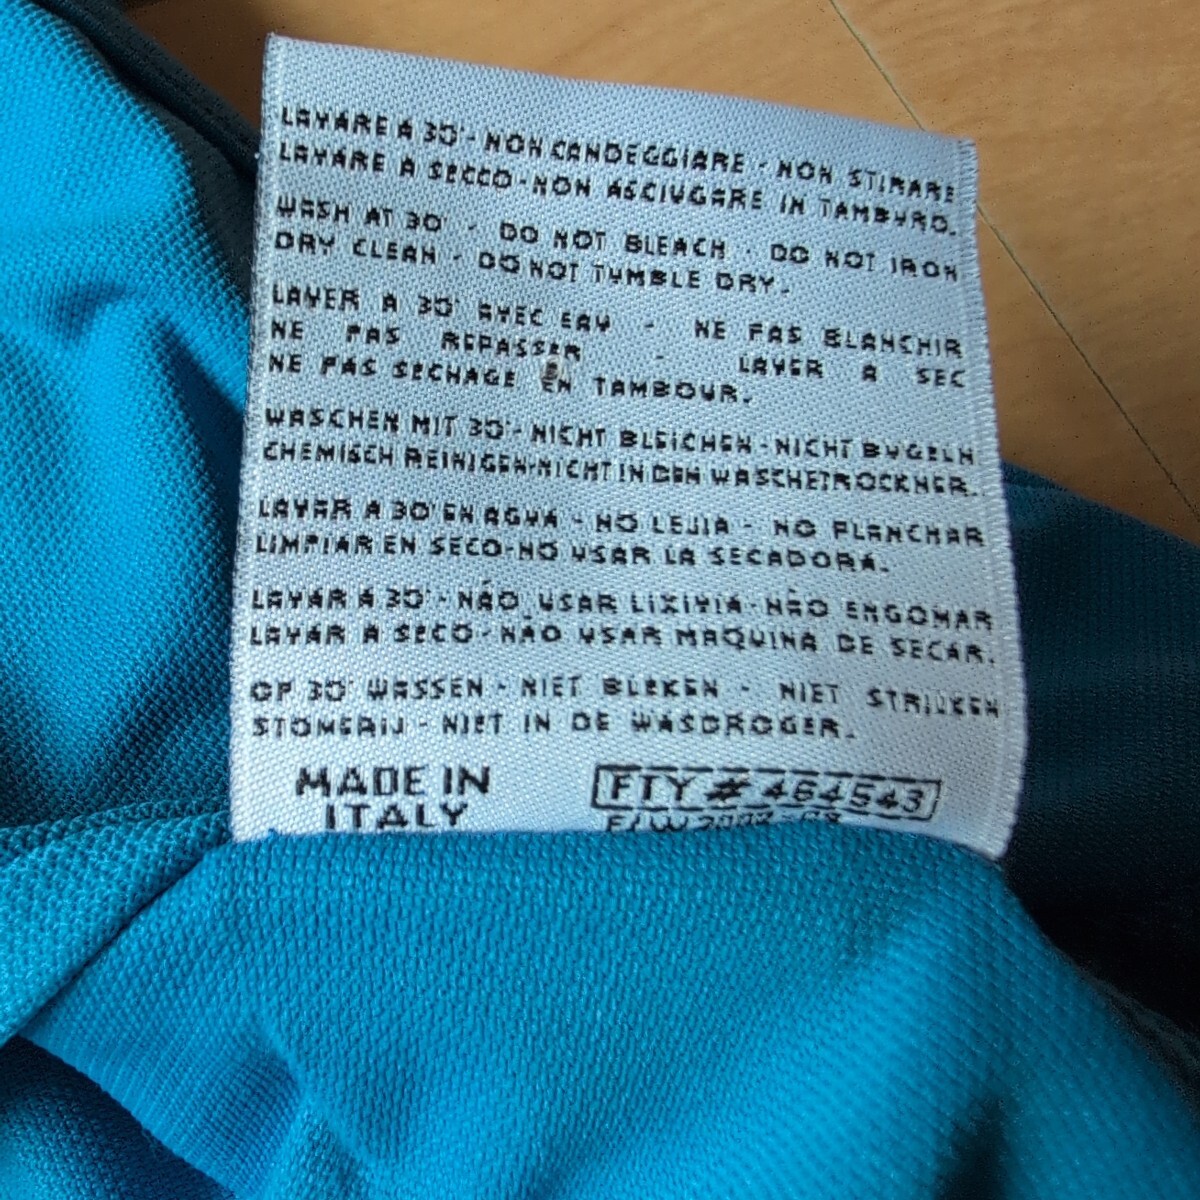 LAVARE A 30° - NON CANDEGGIARE - NON STIRARE
LAVARE A SECCO - NON ASCIUGARE IN TAMBURO.
WASH AT 30° - DO NOT BLEACH - DO NOT IRON
DRY CLEAN - DO NOT TUMBLE DRY.
LAVER A 30° AVEC EAU - NE PAS BLANCHIR
NE PAS REPASSER - LAVER A SEC
NE PAS SECHAGE EN TAMBOUR.
WASCHEN MIT 30° - NICHT BLEICHEN - NICHT BUGELN
CHEMISCH REINIGEN - NICHT IN DEN WASCHETROCKNER.
LAVAR A 30° EN AGUA - NO LEJIA - NO PLANCHAR
LIMPIAR EN SECO - NO USAR LA SECADORA.
LAVAR A 30° - NÃO USAR LIXIVIA - NÃO ENGOMAR
LAVAR A SECO - NÃO USAR MAQUINA DE SECAR.
OP 30° WASSEN - NIET BLEKEN - NIET STRIJKEN
STOMERIJ - NIET IN DE WASDROGER.
MADE IN
ITALY
FTY # 464543
F/W 2007-08